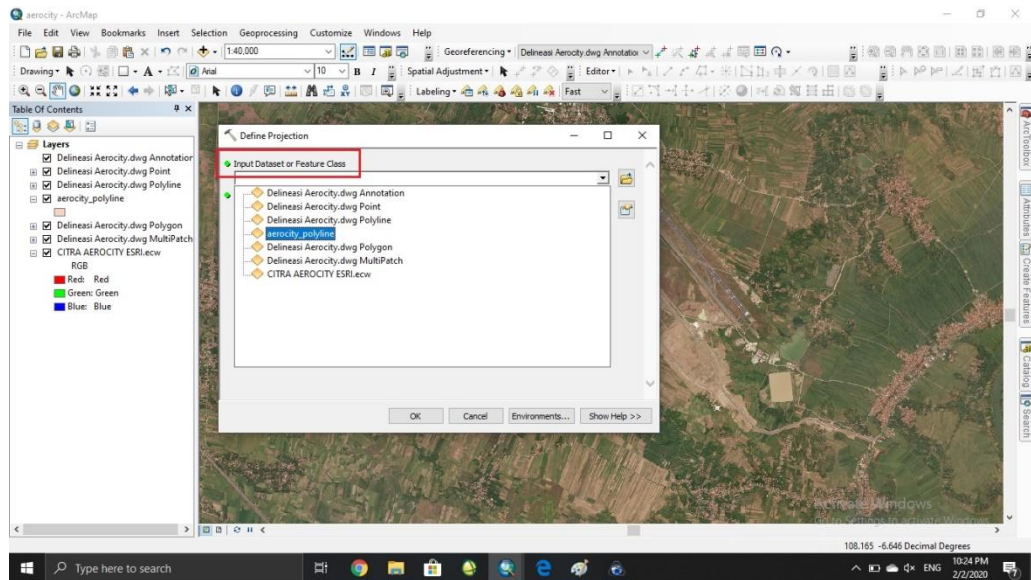 aerocity - ArcMap
File Edit View Bookmarks Insert Selection Geoprocessing Customize Windows Help
1:40,000 Georeferencing Delineasi Aerocity.dwg Annotatio
Drawing A Arial 10 B I Spatial Adjustment Editor
Labeling Fast
Table Of Contents
Layers
Delineasi Aerocity.dwg Annotation
Delineasi Aerocity.dwg Point
Delineasi Aerocity.dwg Polyline
aerocity_polyline
Delineasi Aerocity.dwg Polygon
Delineasi Aerocity.dwg MultiPatch
CITRA AEROCITY ESRI.ecw
RGB
Red: Red
Green: Green
Blue: Blue
Define Projection
Input Dataset or Feature Class
Delineasi Aerocity.dwg Annotation
Delineasi Aerocity.dwg Point
Delineasi Aerocity.dwg Polyline
aerocity_polyline
Delineasi Aerocity.dwg Polygon
Delineasi Aerocity.dwg MultiPatch
CITRA AEROCITY ESRI.ecw
OK Cancel Environments... Show Help >>
ArcToolbox
Attributes
Create Features
Catalog
Search
Activate Windows
Go to Settings to activate Windows.
108.165 -6.646 Decimal Degrees
Type here to search
ENG
10:24 PM
2/2/2020